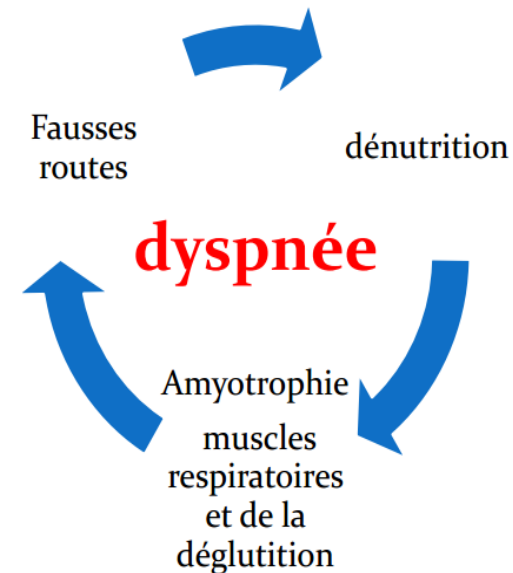 Fausses
routes
dénutrition
dyspnée
Amyotrophie
muscles
respiratoires
et de la
déglutition